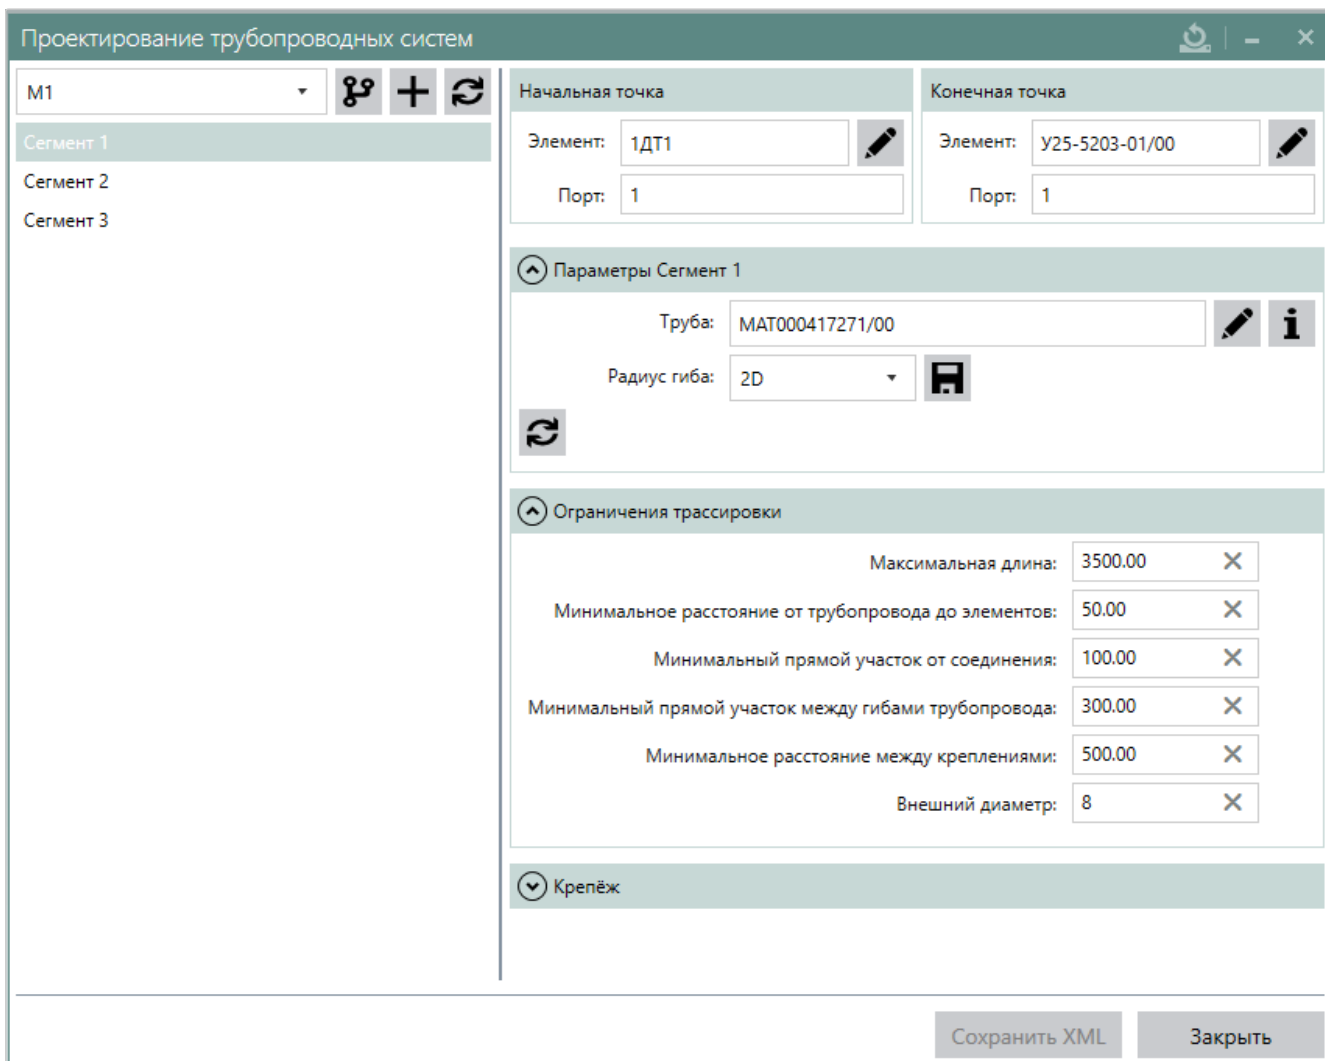 Проектирование трубопроводных систем
М1
Сегмент 1
Сегмент 2
Сегмент 3
Начальная точка
Элемент: 1ДТ1
Порт: 1
Конечная точка
Элемент: У25-5203-01/00
Порт: 1
Параметры Сегмент 1
Труба: МАТ000417271/00
Радиус гиба: 2D
Ограничения трассировки
Максимальная длина: 3500.00
Минимальное расстояние от трубопровода до элементов: 50.00
Минимальный прямой участок от соединения: 100.00
Минимальный прямой участок между гибами трубопровода: 300.00
Минимальное расстояние между креплениями: 500.00
Внешний диаметр: 8
Крепёж
Сохранить XML
Закрыть